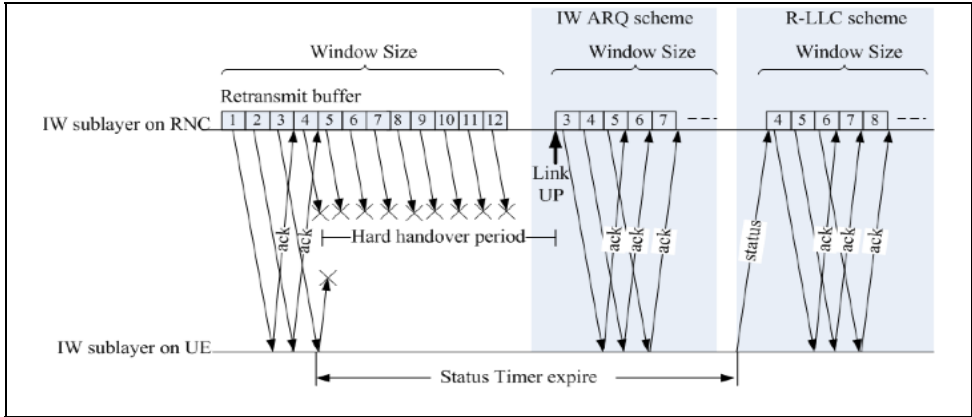 IW ARQ scheme
R-LLC scheme
Window Size
Window Size
Window Size
Retransmit buffer
IW sublayer on RNC
1 2 3 4 5 6 7 8 9 10 11 12
3 4 5 6 7
4 5 6 7 8
Link
UP
ack
ack
Hard handover period
ack
ack
ack
status
ack
ack
ack
IW sublayer on UE
Status Timer expire